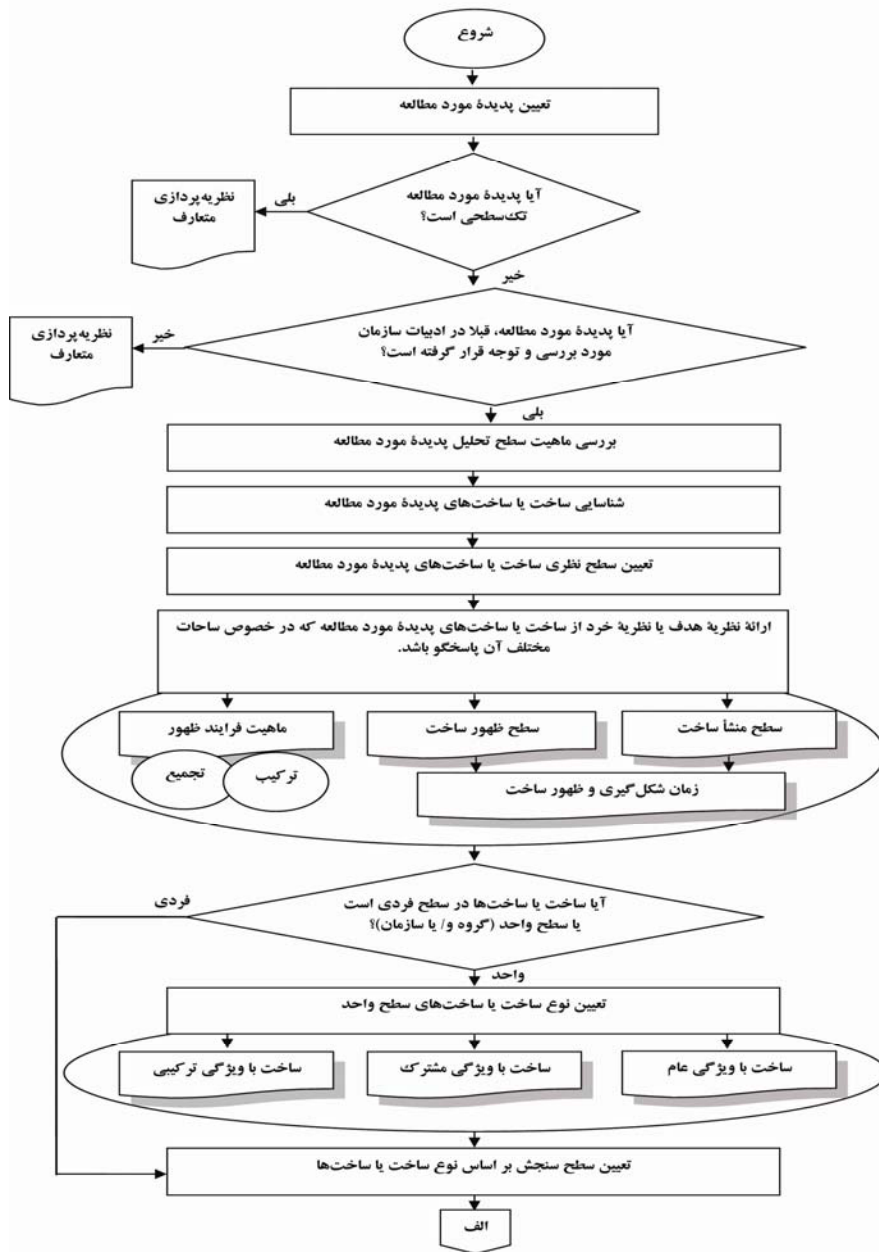 شروع
تعیین پدیدهٔ مورد مطالعه
آیا پدیدهٔ مورد مطالعه
تک‌سطحی است؟
بلی
نظریه‌پردازی
متعارف
خیر
آیا پدیدهٔ مورد مطالعه، قبلا در ادبیات سازمان
مورد بررسی و توجه قرار گرفته است؟
خیر
نظریه‌پردازی
متعارف
بلی
بررسی ماهیت سطح تحلیل پدیدهٔ مورد مطالعه
شناسایی ساخت یا ساخت‌های پدیدهٔ مورد مطالعه
تعیین سطح نظری ساخت یا ساخت‌های پدیدهٔ مورد مطالعه
ارائهٔ نظریهٔ هدف یا نظریهٔ خرد از ساخت یا ساخت‌های پدیدهٔ مورد مطالعه که در خصوص ساحات
مختلف آن پاسخگو باشد.
سطح منشأ ساخت
سطح ظهور ساخت
ماهیت فرایند ظهور
ترکیب
تجمیع
زمان شکل‌گیری و ظهور ساخت
آیا ساخت یا ساخت‌ها در سطح فردی است
یا سطح واحد (گروه و/ یا سازمان)؟
فردی
واحد
تعیین نوع ساخت یا ساخت‌های سطح واحد
ساخت با ویژگی عام
ساخت با ویژگی مشترک
ساخت با ویژگی ترکیبی
تعیین سطح سنجش بر اساس نوع ساخت یا ساخت‌ها
الف